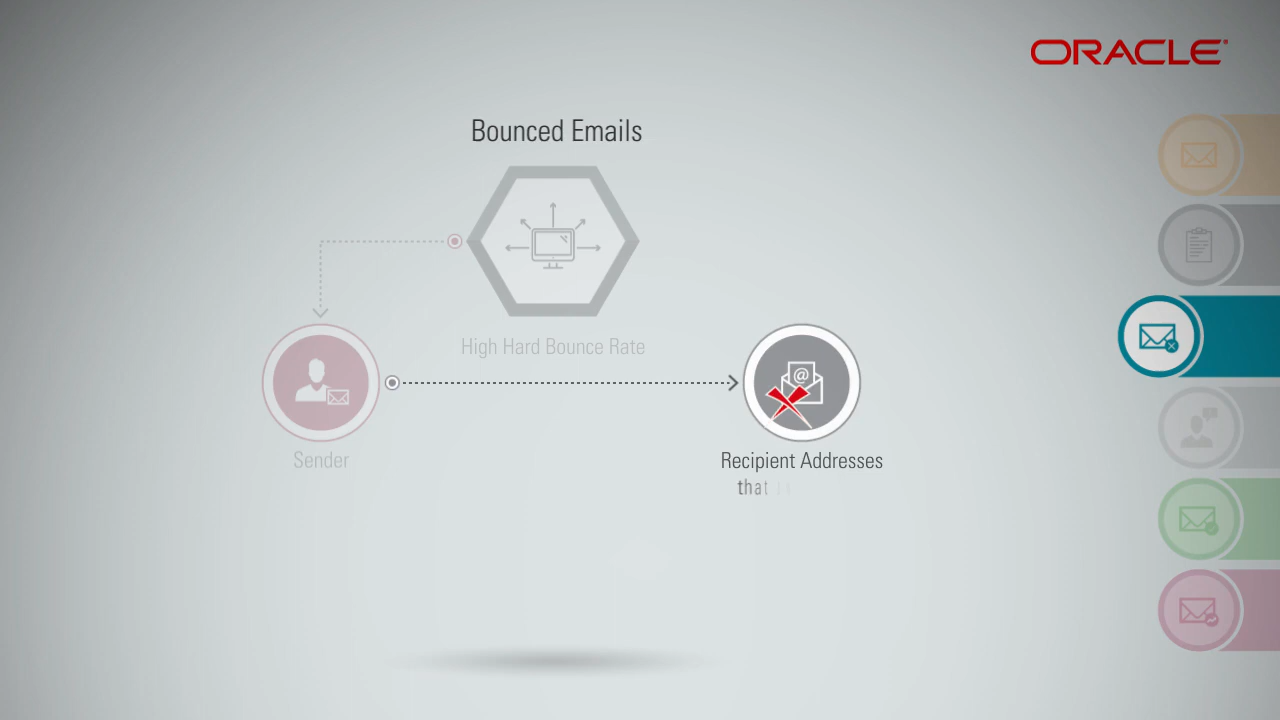 ORACLE
Bounced Emails
High Hard Bounce Rate
@
Sender
Recipient Addresses
that